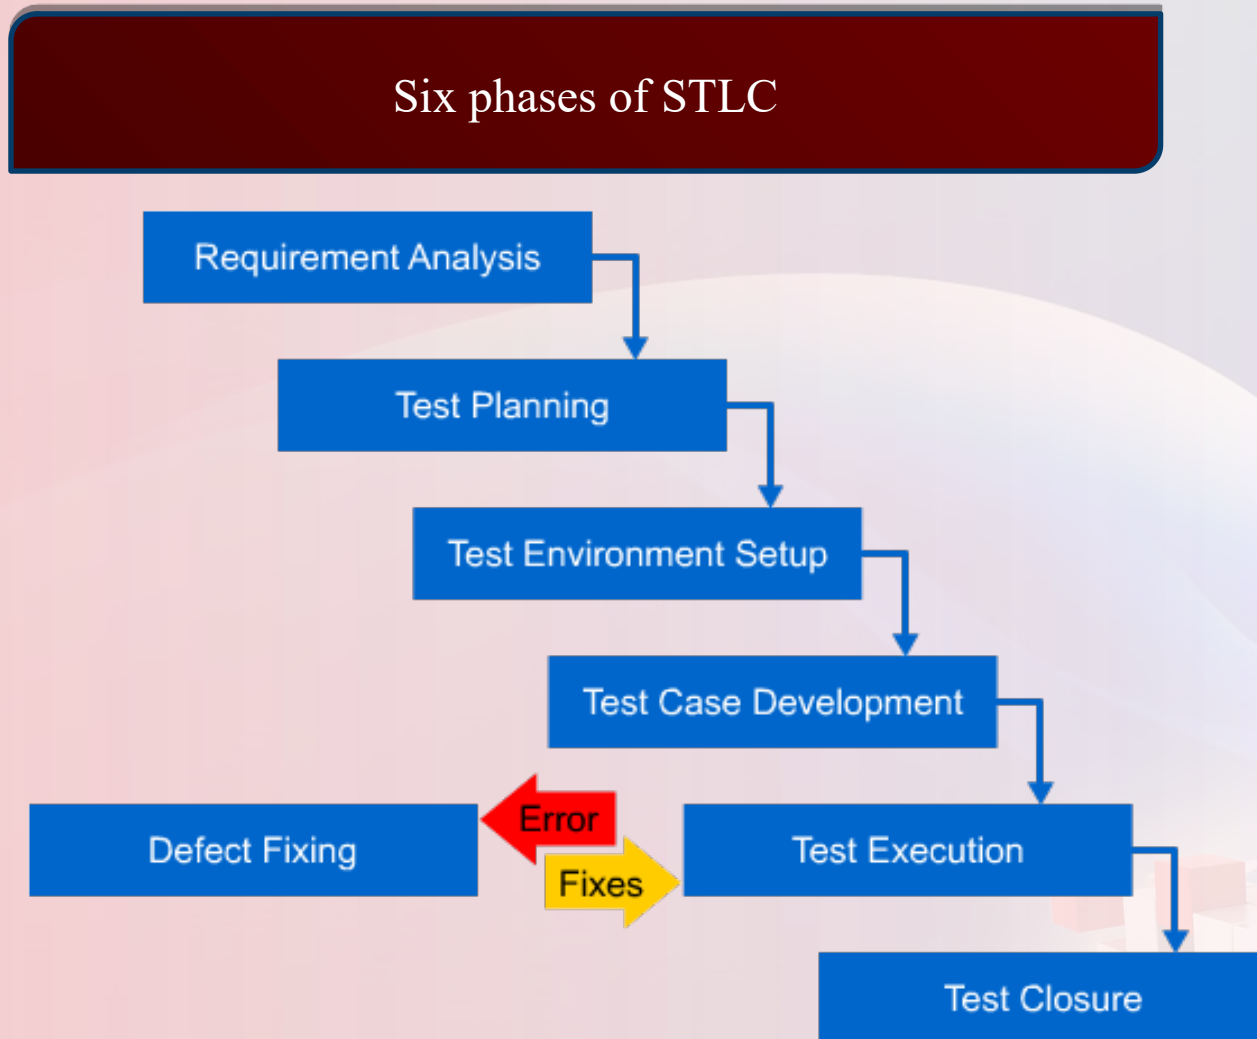 Six phases of STLC
Requirement Analysis
Test Planning
Test Environment Setup
Test Case Development
Error
Defect Fixing
Test Execution
Fixes
Test Closure